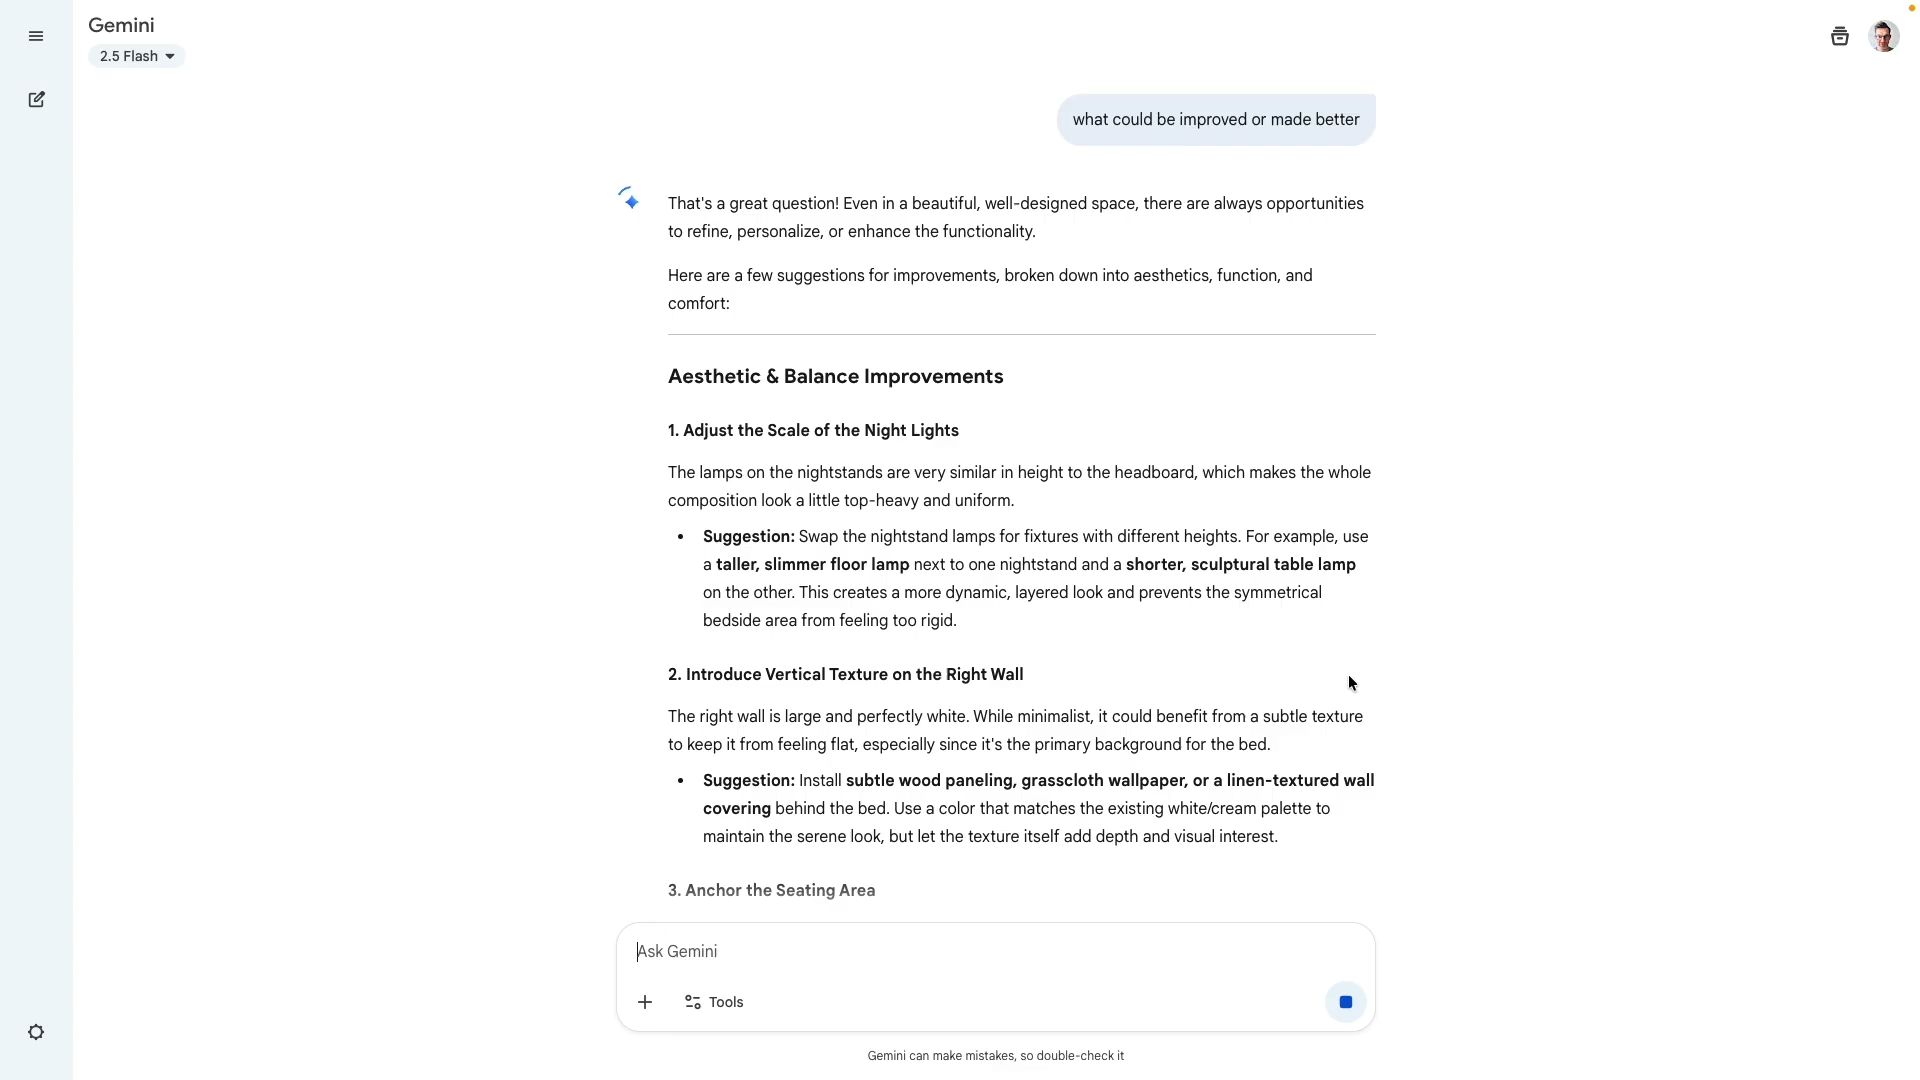 Gemini
2.5 Flash
what could be improved or made better
That's a great question! Even in a beautiful, well-designed space, there are always opportunities
to refine, personalize, or enhance the functionality.
Here are a few suggestions for improvements, broken down into aesthetics, function, and
comfort:
Aesthetic & Balance Improvements
1. Adjust the Scale of the Night Lights
The lamps on the nightstands are very similar in height to the headboard, which makes the whole
composition look a little top-heavy and uniform.
• Suggestion: Swap the nightstand lamps for fixtures with different heights. For example, use
a taller, slimmer floor lamp next to one nightstand and a shorter, sculptural table lamp
on the other. This creates a more dynamic, layered look and prevents the symmetrical
bedside area from feeling too rigid.
2. Introduce Vertical Texture on the Right Wall
The right wall is large and perfectly white. While minimalist, it could benefit from a subtle texture
to keep it from feeling flat, especially since it's the primary background for the bed.
• Suggestion: Install subtle wood paneling, grasscloth wallpaper, or a linen-textured wall
covering behind the bed. Use a color that matches the existing white/cream palette to
maintain the serene look, but let the texture itself add depth and visual interest.
3. Anchor the Seating Area
Ask Gemini
Tools
Gemini can make mistakes, so double-check it